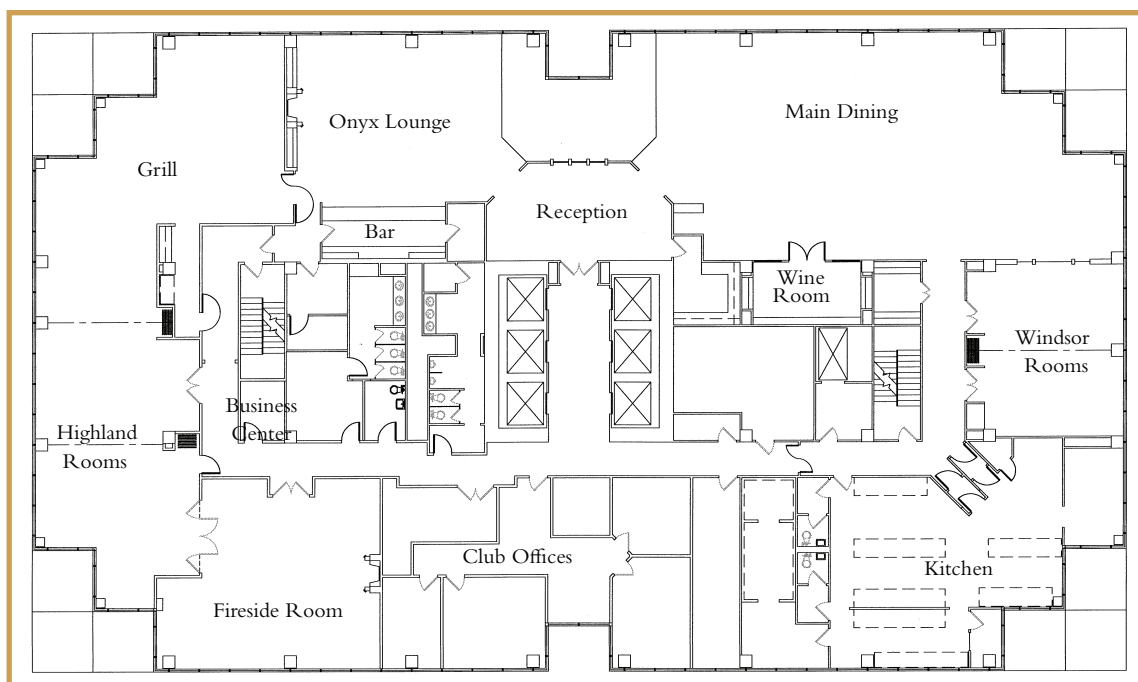 Onyx Lounge
Main Dining
Grill
Reception
Bar
Wine
Room
Windsor
Rooms
Business
Center
Highland
Rooms
Club Offices
Kitchen
Fireside Room